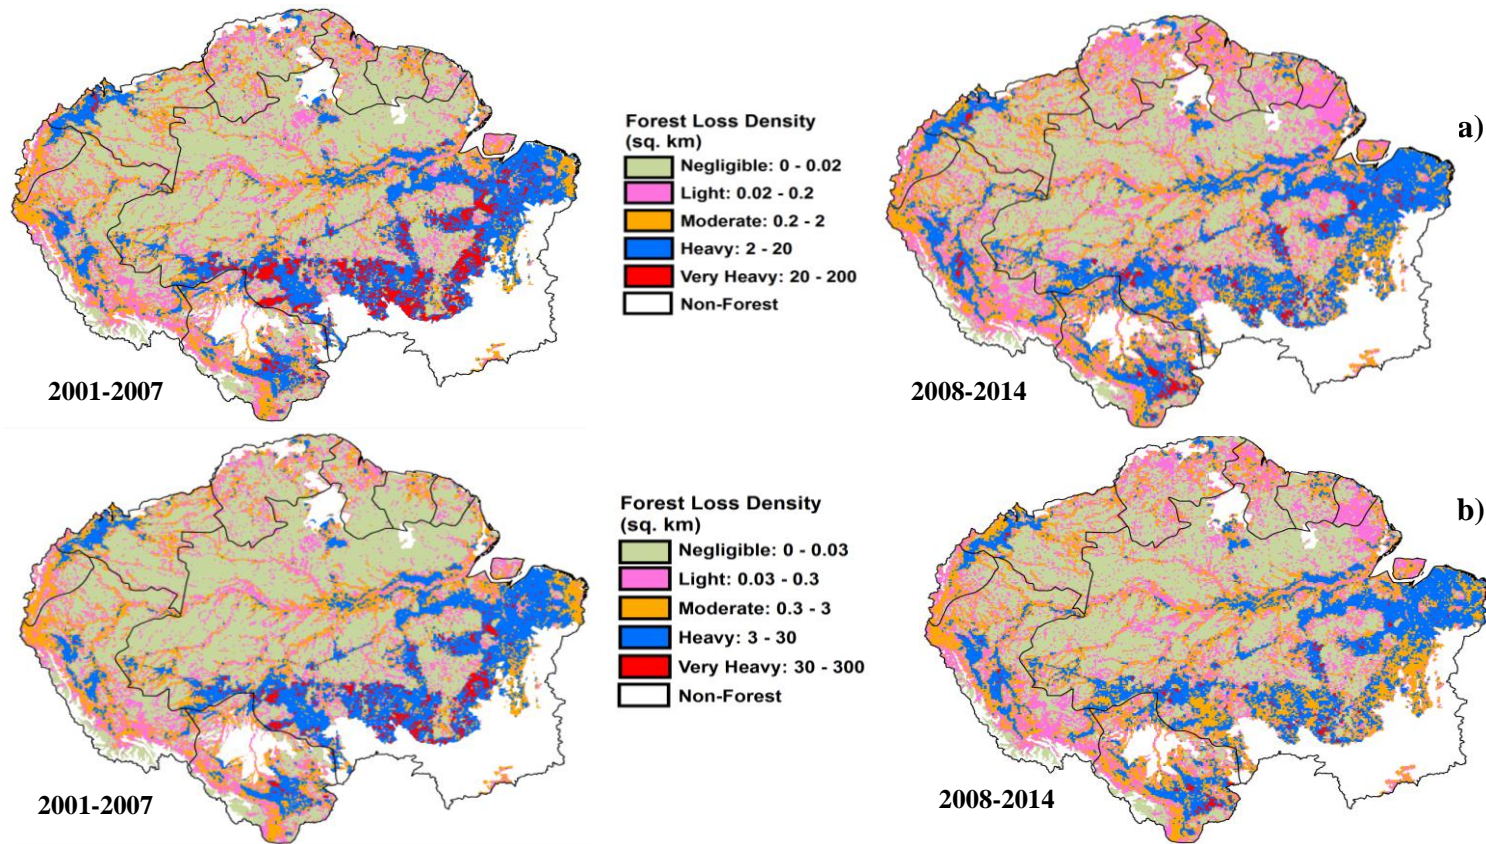 a)
Forest Loss Density
(sq. km)
Negligible: 0 - 0.02
Light: 0.02 - 0.2
Moderate: 0.2 - 2
Heavy: 2 - 20
Very Heavy: 20 - 200
Non-Forest
2001-2007
2008-2014
b)
Forest Loss Density
(sq. km)
Negligible: 0 - 0.03
Light: 0.03 - 0.3
Moderate: 0.3 - 3
Heavy: 3 - 30
Very Heavy: 30 - 300
Non-Forest
2001-2007
2008-2014